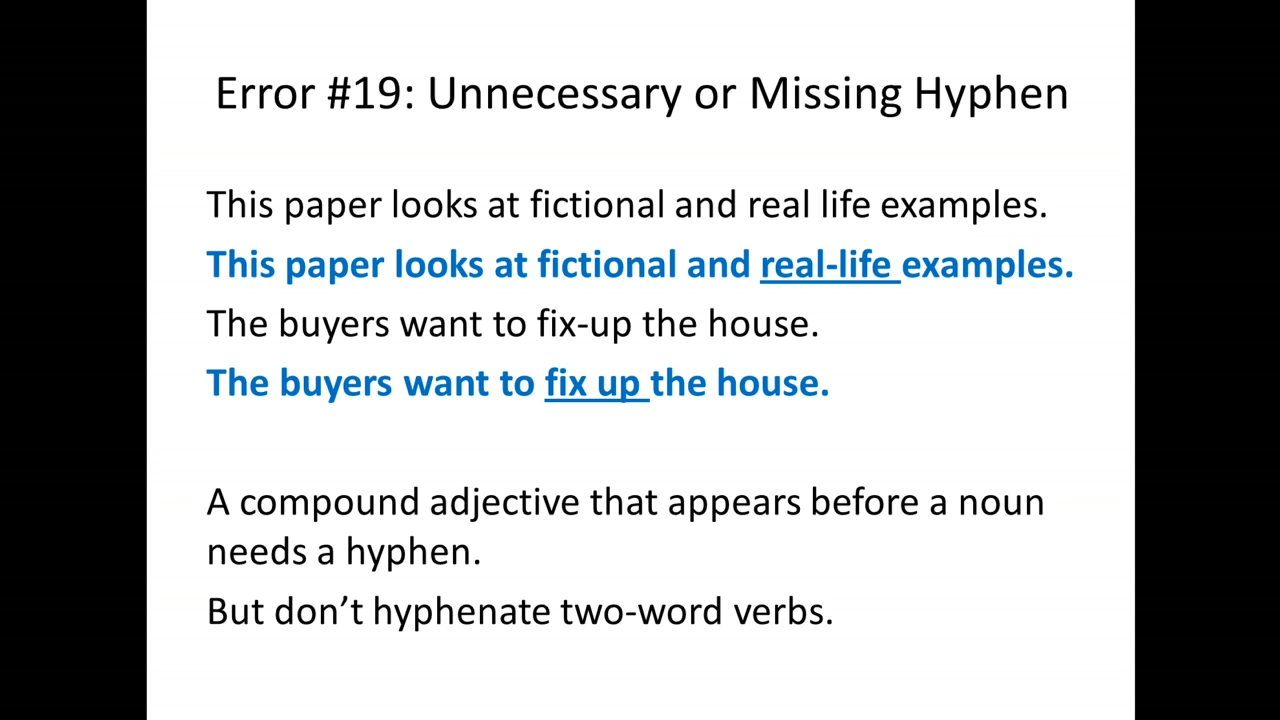 Error #19: Unnecessary or Missing Hyphen
This paper looks at fictional and real life examples.
This paper looks at fictional and real-life examples.
The buyers want to fix-up the house.
The buyers want to fix up the house.
A compound adjective that appears before a noun
needs a hyphen.
But don’t hyphenate two-word verbs.